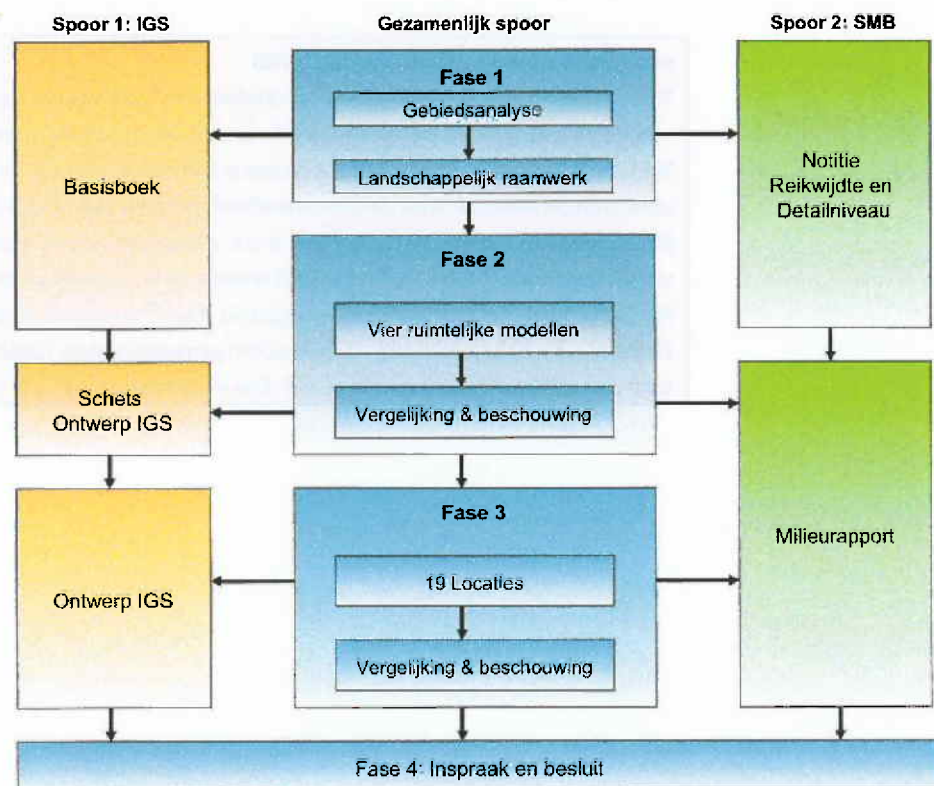 Spoor 1: IGS
Gezamenlijk spoor
Spoor 2: SMB
Fase 1
Gebiedsanalyse
Landschappelijk raamwerk
Basisboek
Notitie
Reikwijdte en
Detailniveau
Fase 2
Vier ruimtelijke modellen
Vergelijking & beschouwing
Schets
Ontwerp IGS
Fase 3
19 Locaties
Vergelijking & beschouwing
Ontwerp IGS
Milieurapport
Fase 4: Inspraak en besluit